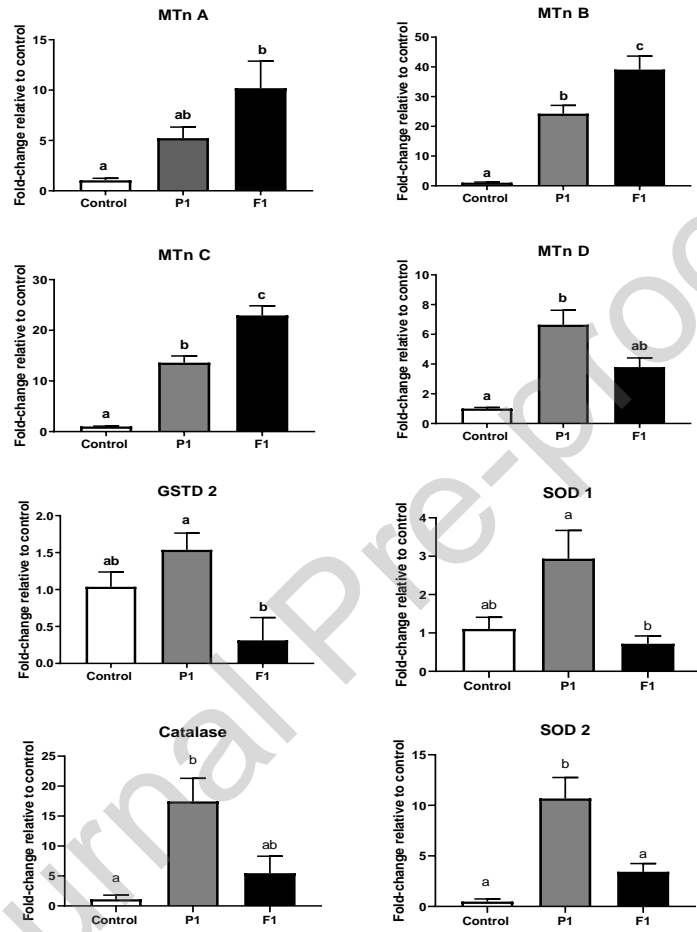 MTn A
Fold-change relative to control
15
10
5
0
b
ab
a
Control P1 F1
MTn B
Fold-change relative to control
50
40
30
20
10
0
c
b
a
Control P1 F1
MTn C
Fold-change relative to control
30
20
10
0
c
b
a
Control P1 F1
MTn D
Fold-change relative to control
10
8
6
4
2
0
b
ab
a
Control P1 F1
GSTD 2
Fold-change relative to control
2.0
1.5
1.0
0.5
0.0
ab
a
b
Control P1 F1
SOD 1
Fold-change relative to control
4
3
2
1
0
ab
a
b
Control P1 F1
Catalase
Fold-change relative to control
25
20
15
10
5
0
a
b
ab
Control P1 F1
SOD 2
Fold-change relative to control
15
10
5
0
a
b
a
Control P1 F1
urnal Pre-proo